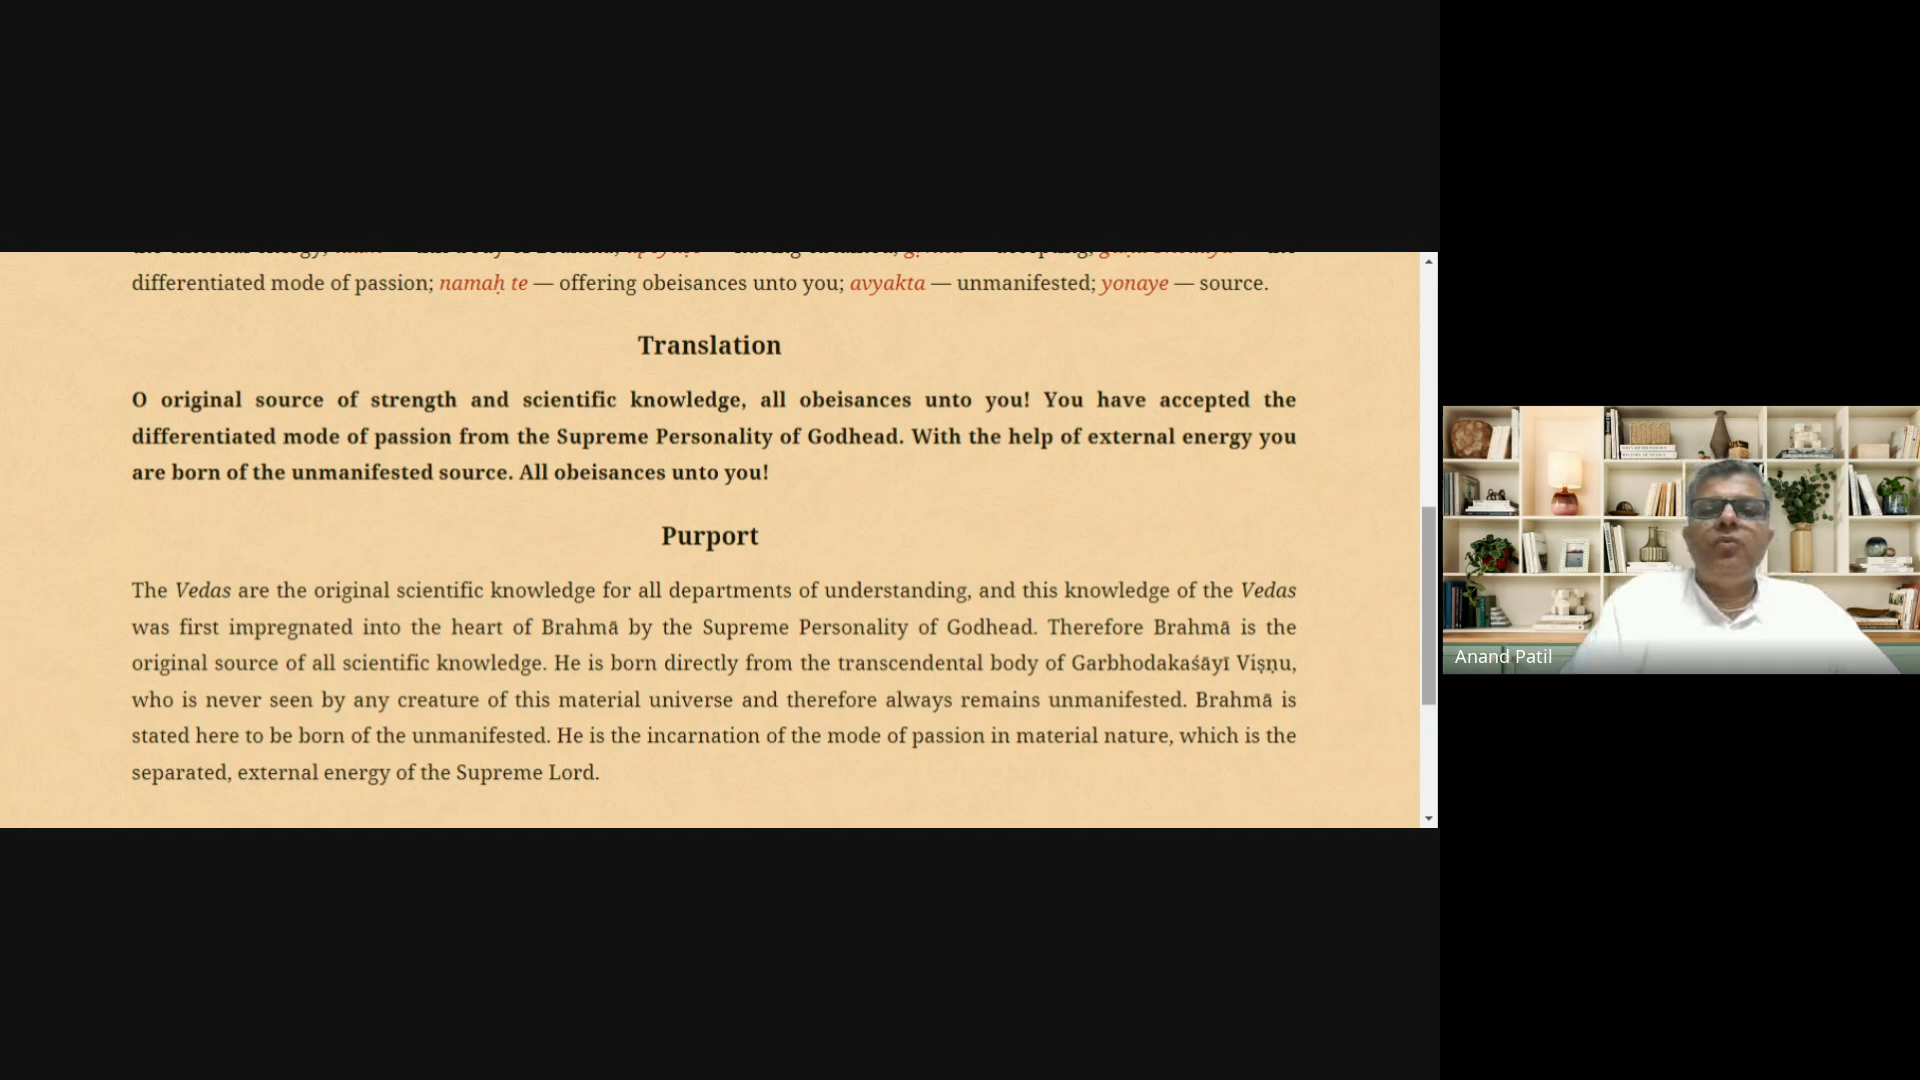 differentiated mode of passion; namaḥ te — offering obeisances unto you; avyakta — unmanifested; yonaye — source.
Translation
O original source of strength and scientific knowledge, all obeisances unto you! You have accepted the
differentiated mode of passion from the Supreme Personality of Godhead. With the help of external energy you
are born of the unmanifested source. All obeisances unto you!
Purport
The Vedas are the original scientific knowledge for all departments of understanding, and this knowledge of the Vedas
was first impregnated into the heart of Brahmā by the Supreme Personality of Godhead. Therefore Brahmā is the
original source of all scientific knowledge. He is born directly from the transcendental body of Garbhodakaśāyī Viṣṇu,
who is never seen by any creature of this material universe and therefore always remains unmanifested. Brahmā is
stated here to be born of the unmanifested. He is the incarnation of the mode of passion in material nature, which is the
separated, external energy of the Supreme Lord.
Anand Patil